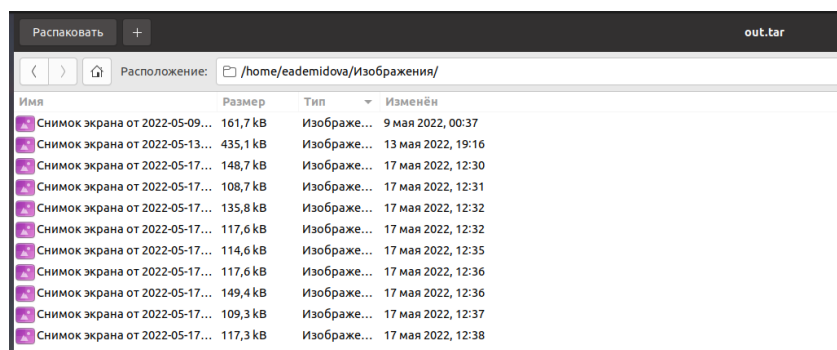 Распаковать + out.tar
Расположение: /home/eademidova/Изображения/
Имя Размер Тип Изменён
Снимок экрана от 2022-05-09... 161,7 kB Изображе... 9 мая 2022, 00:37
Снимок экрана от 2022-05-13... 435,1 kB Изображе... 13 мая 2022, 19:16
Снимок экрана от 2022-05-17... 148,7 kB Изображе... 17 мая 2022, 12:30
Снимок экрана от 2022-05-17... 108,7 kB Изображе... 17 мая 2022, 12:31
Снимок экрана от 2022-05-17... 135,8 kB Изображе... 17 мая 2022, 12:32
Снимок экрана от 2022-05-17... 117,6 kB Изображе... 17 мая 2022, 12:32
Снимок экрана от 2022-05-17... 114,6 kB Изображе... 17 мая 2022, 12:35
Снимок экрана от 2022-05-17... 117,6 kB Изображе... 17 мая 2022, 12:36
Снимок экрана от 2022-05-17... 149,4 kB Изображе... 17 мая 2022, 12:36
Снимок экрана от 2022-05-17... 109,3 kB Изображе... 17 мая 2022, 12:37
Снимок экрана от 2022-05-17... 117,3 kB Изображе... 17 мая 2022, 12:38